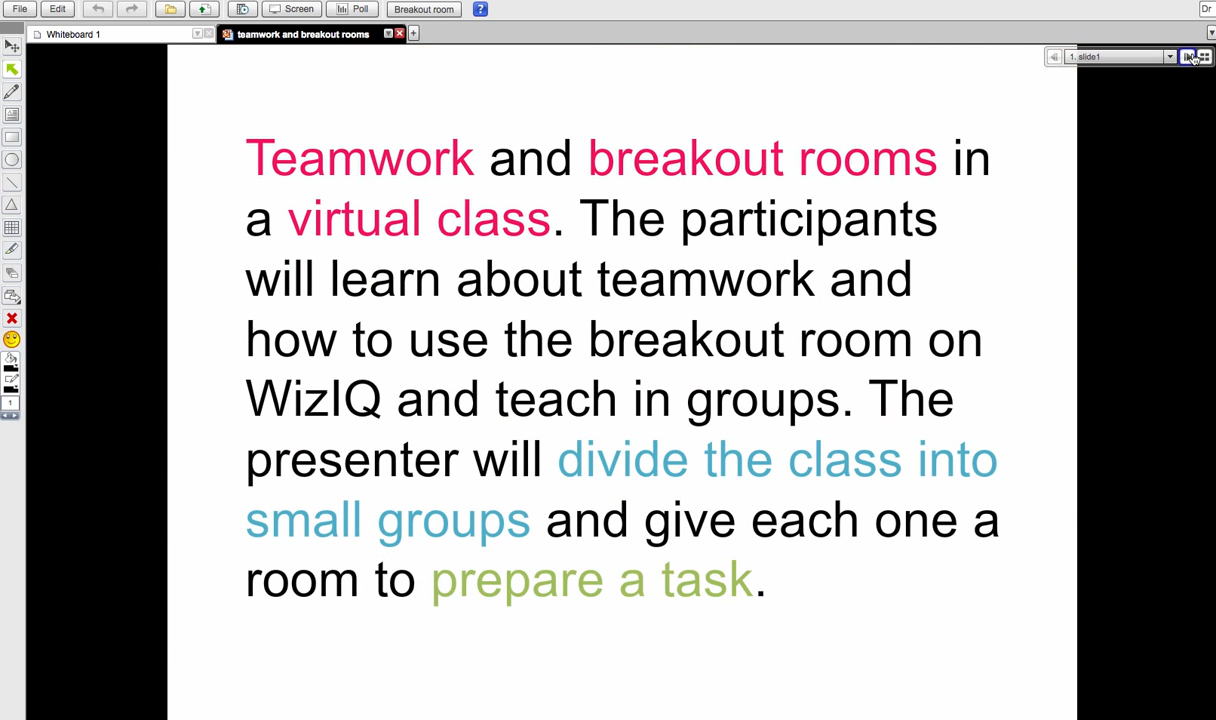 File Edit Screen Poll Breakout room ? Dr
Whiteboard 1 teamwork and breakout rooms +
1. slide1
Teamwork and breakout rooms in
a virtual class. The participants
will learn about teamwork and
how to use the breakout room on
WizIQ and teach in groups. The
presenter will divide the class into
small groups and give each one a
room to prepare a task.
1